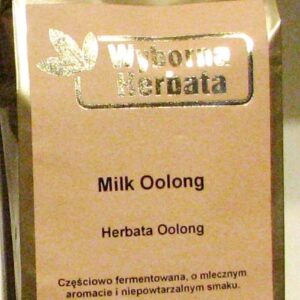 Wyborna
Herbata
Milk Oolong
Herbata Oolong
Częściowo fermentowana, o mlecznym
aromacie i niepowtarzalnym smaku.